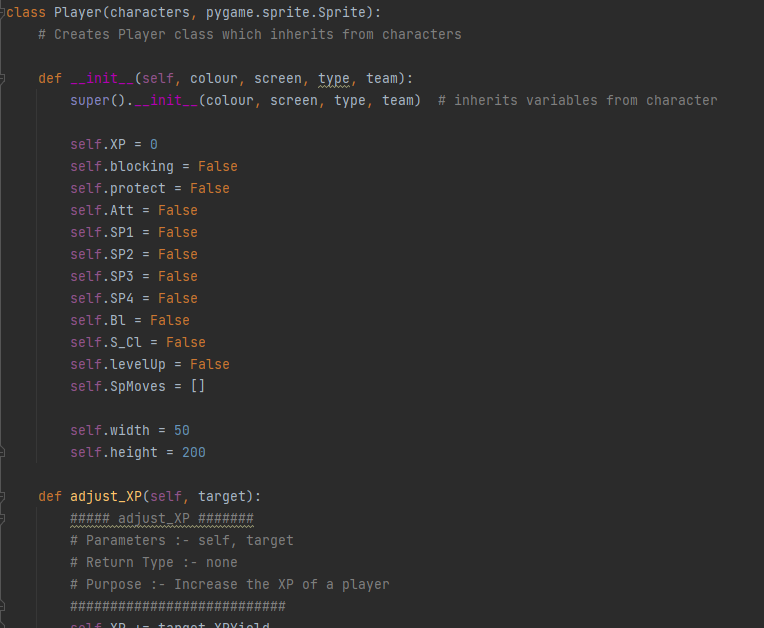 class Player(characters, pygame.sprite.Sprite):
    # Creates Player class which inherits from characters
    def __init__(self, colour, screen, type, team):
        super().__init__(colour, screen, type, team)  # inherits variables from character
        self.XP = 0
        self.blocking = False
        self.protect = False
        self.Att = False
        self.SP1 = False
        self.SP2 = False
        self.SP3 = False
        self.SP4 = False
        self.Bl = False
        self.S_Cl = False
        self.levelUp = False
        self.SpMoves = []
        self.width = 50
        self.height = 200
    def adjust_XP(self, target):
        ##### adjust_XP #######
        # Parameters :- self, target
        # Return Type :- none
        # Purpose :- Increase the XP of a player
        ###########################
        self.XP += target.XPYield